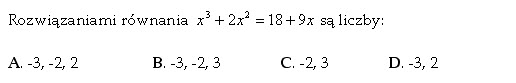 Rozwiązaniami równania x³ + 2x² = 18 + 9x są liczby:
A. -3, -2, 2 B. -3, -2, 3 C. -2, 3 D. -3, 2